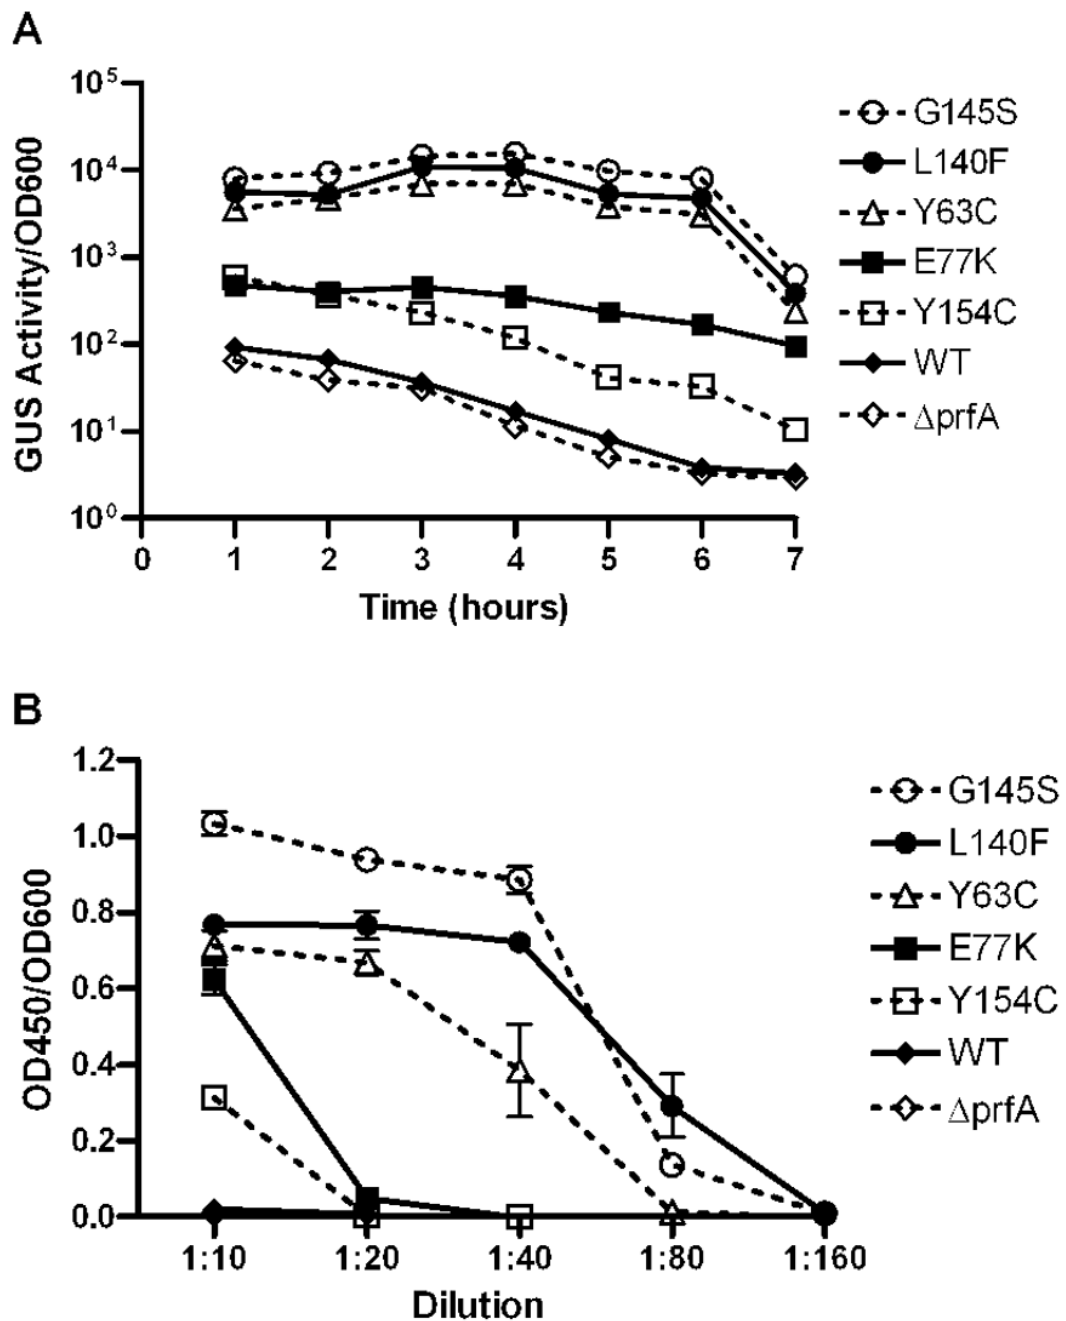 A
GUS Activity/OD600
10⁵
10⁴
10³
10²
10¹
10⁰
0 1 2 3 4 5 6 7
Time (hours)
G145S
L140F
Y63C
E77K
Y154C
WT
ΔprfA
B
OD450/OD600
1.2
1.0
0.8
0.6
0.4
0.2
0.0
1:10 1:20 1:40 1:80 1:160
Dilution
G145S
L140F
Y63C
E77K
Y154C
WT
ΔprfA